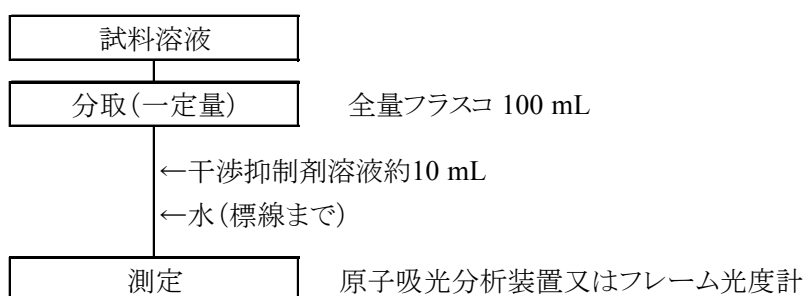 試料溶液
分取(一定量) 全量フラスコ 100 mL
←干渉抑制剤溶液約10 mL
←水(標線まで)
測定 原子吸光分析装置又はフレーム光度計